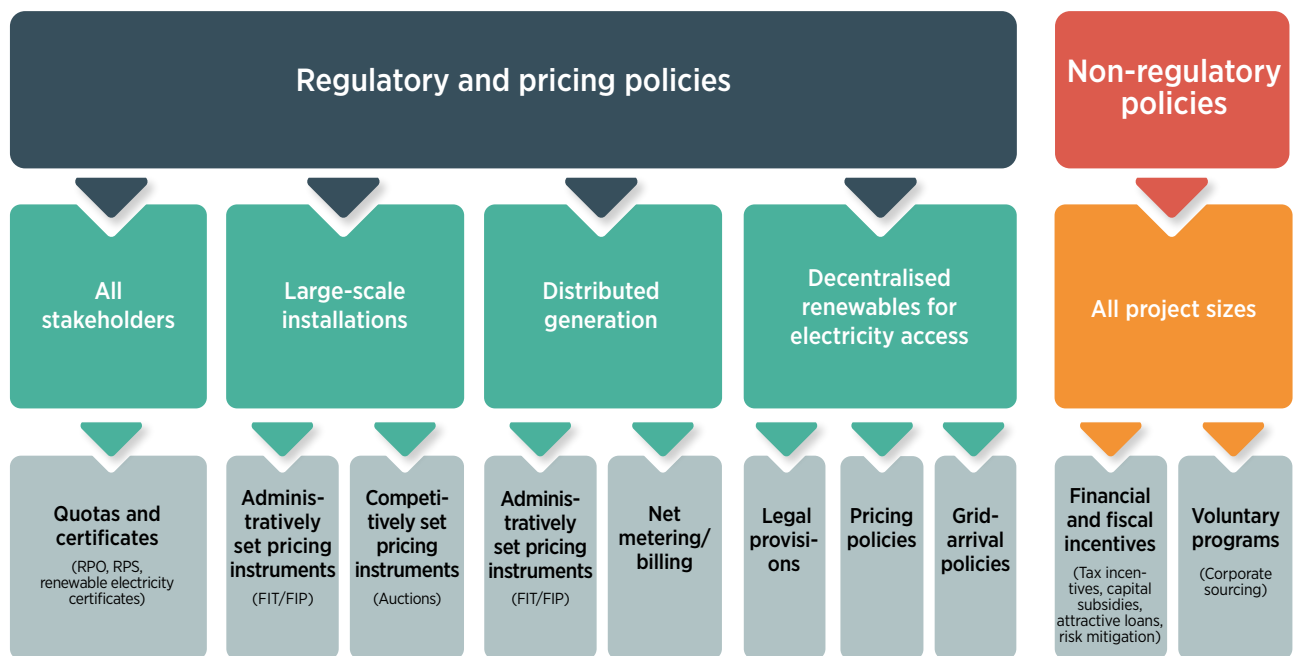 Regulatory and pricing policies
Non-regulatory
policies
All
stakeholders
Large-scale
installations
Distributed
generation
Decentralised
renewables for
electricity access
All project sizes
Quotas and
certificates
(RPO, RPS,
renewable electricity
certificates)
Adminis-
tratively
set pricing
instruments
(FIT/FIP)
Competi-
tively set
pricing
instruments
(Auctions)
Adminis-
tratively
set pricing
instruments
(FIT/FIP)
Net
metering/
billing
Legal
provisi-
ons
Pricing
policies
Grid-
arrival
policies
Financial
and fiscal
incentives
(Tax incen-
tives, capital
subsidies,
attractive loans,
risk mitigation)
Voluntary
programs
(Corporate
sourcing)